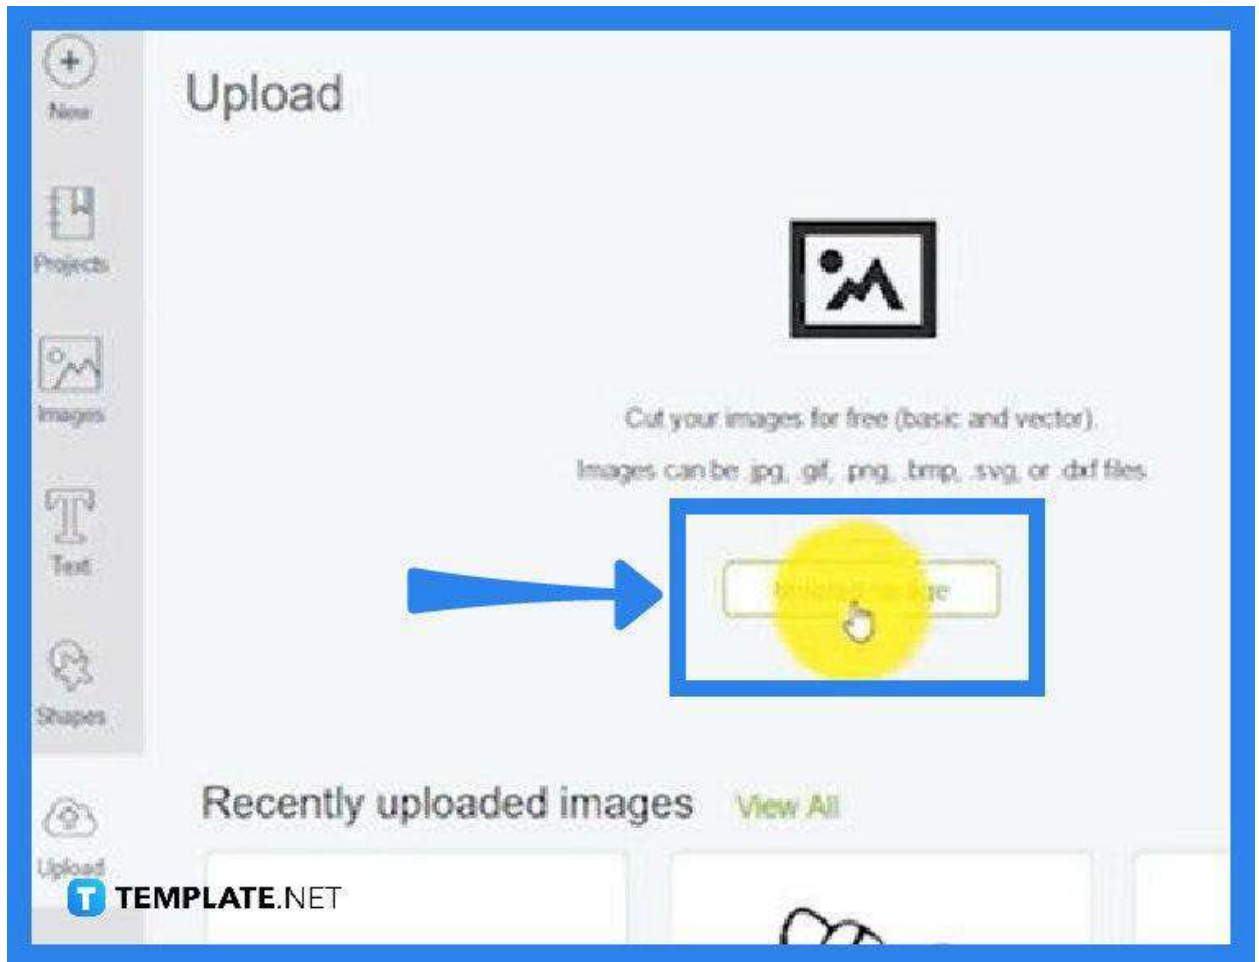 New
Upload
Projects
Images
Cut your images for free (basic and vector).
Images can be .jpg, .gif, .png, .bmp, .svg, or .dxf files.
Text
Shapes
Recently uploaded images View All
Upload
T TEMPLATE.NET